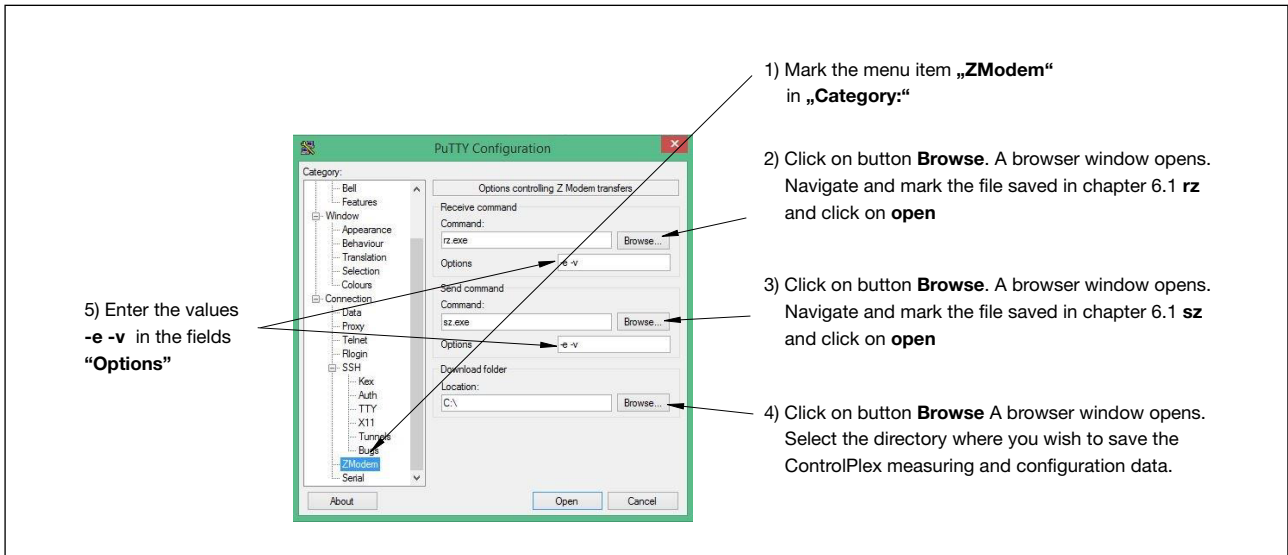 1) Mark the menu item „ZModem“
in „Category:“
2) Click on button Browse. A browser window opens.
Navigate and mark the file saved in chapter 6.1 rz
and click on open
3) Click on button Browse. A browser window opens.
Navigate and mark the file saved in chapter 6.1 sz
and click on open
4) Click on button Browse A browser window opens.
Select the directory where you wish to save the
ControlPlex measuring and configuration data.
5) Enter the values
-e -v in the fields
“Options”
PuTTY Configuration
Category:
Bell
Features
Window
Appearance
Behaviour
Translation
Selection
Colours
Connection
Data
Proxy
Telnet
Rlogin
SSH
Kex
Auth
TTY
X11
Tunnels
Bugs
ZModem
Serial
Options controlling Z Modem transfers
Receive command
Command:
rz.exe
Browse...
Options
-e -v
Send command
Command:
sz.exe
Browse...
Options
-e -v
Download folder
Location:
C:\
Browse...
About
Open
Cancel